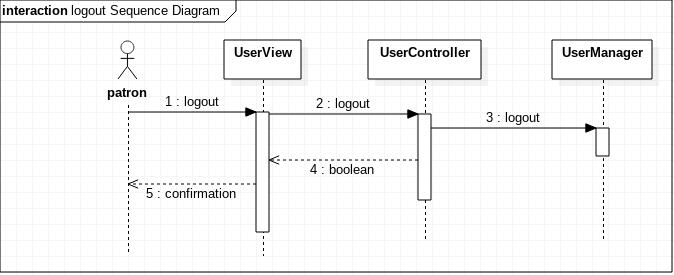 interaction logout Sequence Diagram
UserView
UserController
UserManager
patron
1 : logout
2 : logout
3 : logout
4 : boolean
5 : confirmation